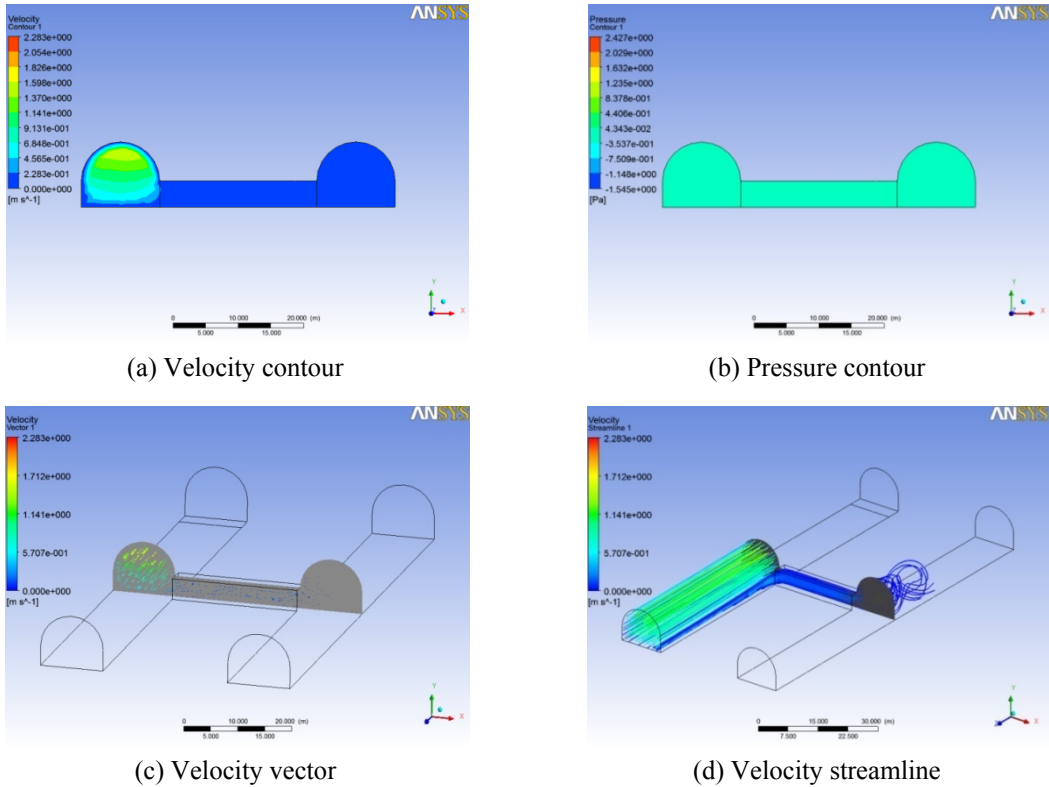 ANSYS
Velocity
Contour 1
2.283e+000
2.054e+000
1.826e+000
1.598e+000
1.370e+000
1.141e+000
9.131e-001
6.848e-001
4.565e-001
2.283e-001
0.000e+000
[m s^-1]
Y
X
Z
0 10.000 20.000 (m)
5.000 15.000
(a) Velocity contour
ANSYS
Pressure
Contour 1
2.427e+000
2.029e+000
1.632e+000
1.235e+000
8.378e-001
4.406e-001
4.343e-002
-3.537e-001
-7.509e-001
-1.148e+000
-1.545e+000
[Pa]
Y
X
Z
0 10.000 20.000 (m)
5.000 15.000
(b) Pressure contour
ANSYS
Velocity
Vector 1
2.283e+000
1.712e+000
1.141e+000
5.707e-001
0.000e+000
[m s^-1]
Y
X
0 10.000 20.000 (m)
5.000 15.000
(c) Velocity vector
ANSYS
Velocity
Streamline 1
2.283e+000
1.712e+000
1.141e+000
5.707e-001
0.000e+000
[m s^-1]
Y
Z X
0 15.000 30.000 (m)
7.500 22.500
(d) Velocity streamline